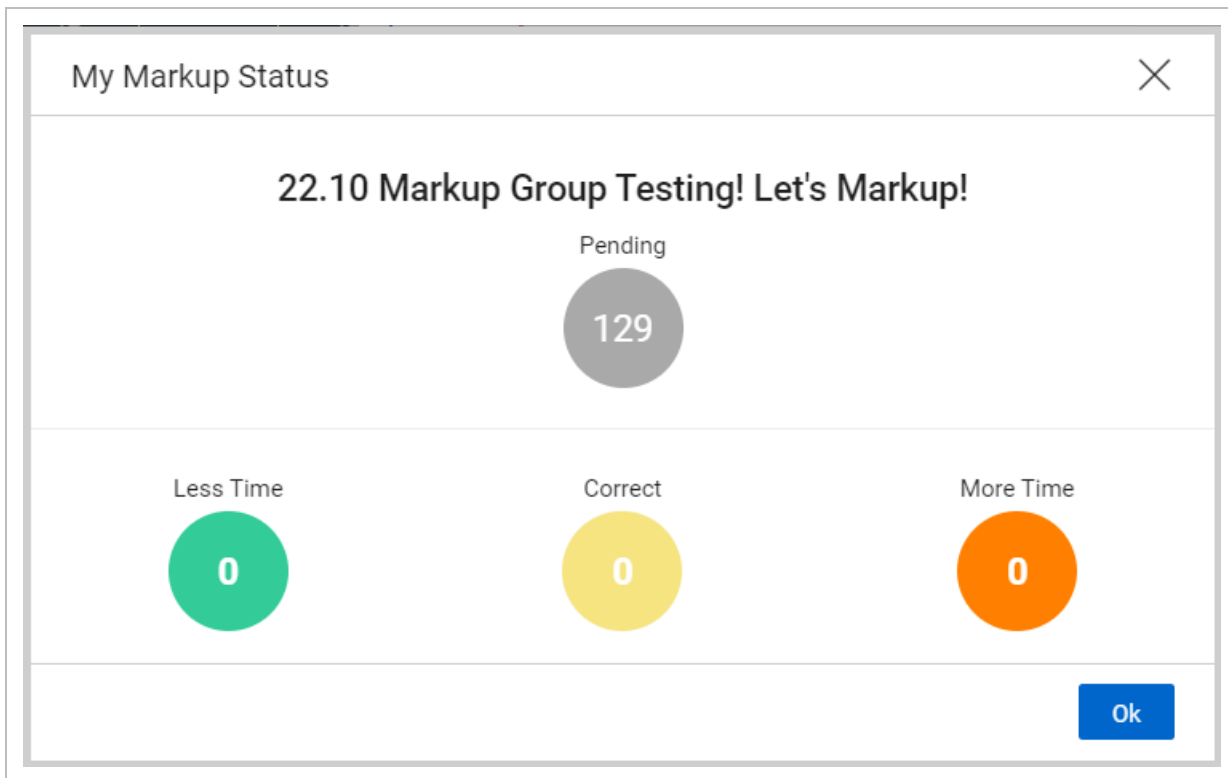 My Markup Status
22.10 Markup Group Testing! Let's Markup!
Pending
129
Less Time
Correct
More Time
0
0
0
Ok